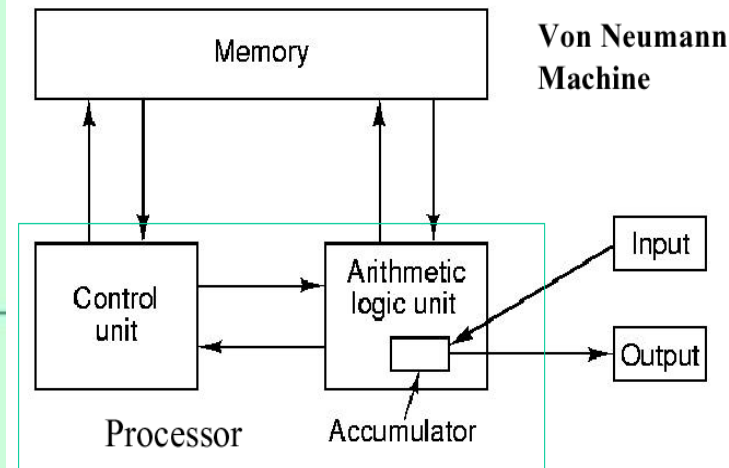 Von Neumann
Machine
Memory
Control
unit
Arithmetic
logic unit
Input
Output
Processor
Accumulator